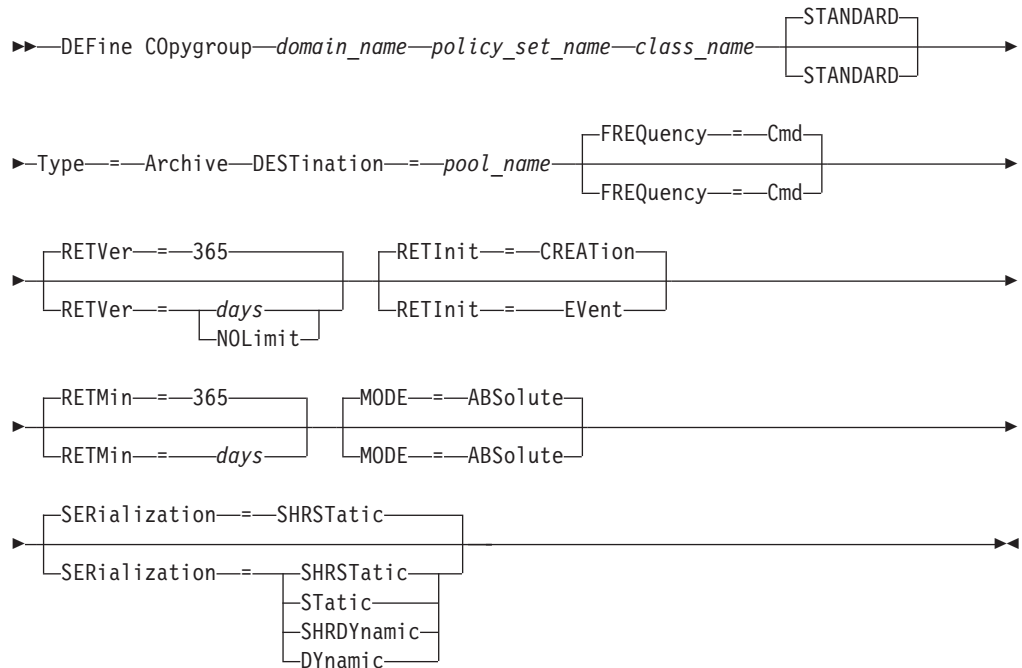 STANDARD
DEFine COpygroup domain_name policy_set_name class_name
STANDARD
FREQuency = Cmd
Type = Archive DESTination = pool_name
FREQuency = Cmd
RETVer = 365 RETInit = CREATion
RETVer = days RETInit = EVent
NOLimit
RETMin = 365 MODE = ABSolute
RETMin = days MODE = ABSolute
SERialization = SHRSTatic
SERialization = SHRSTatic
STatic
SHRDYnamic
DYnamic